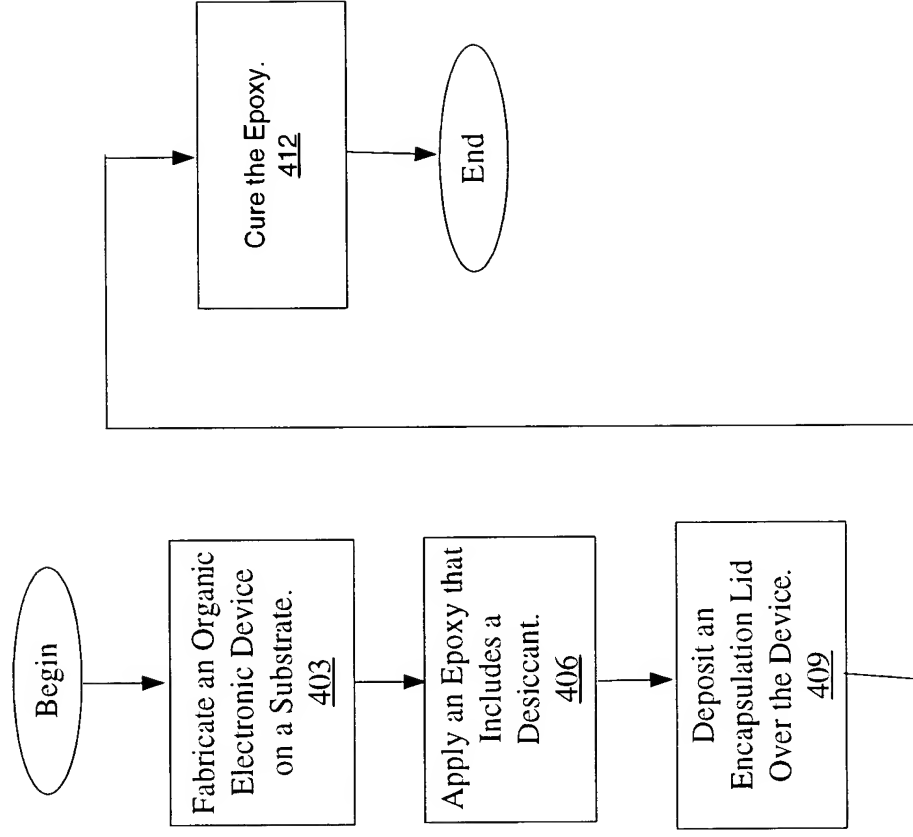 Begin
Fabricate an Organic
Electronic Device
on a Substrate.
403
Apply an Epoxy that
Includes a
Desiccant.
406
Deposit an
Encapsulation Lid
Over the Device.
409
Cure the Epoxy.
412
End